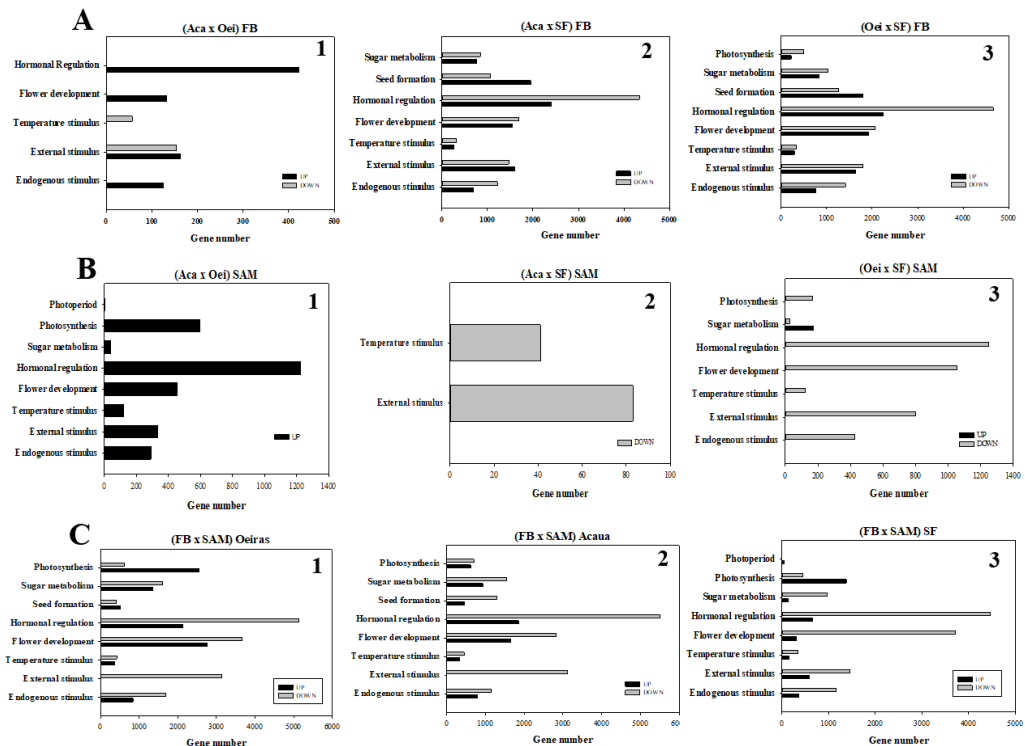 A
(Aca x Oei) FB
1
Hormonal Regulation
Flower development
Temperature stimulus
External stimulus
Endogenous stimulus
UP
DOWN
0 100 200 300 400 500
Gene number
(Aca x SF) FB
2
Sugar metabolism
Seed formation
Hormonal regulation
Flower development
Temperature stimulus
External stimulus
Endogenous stimulus
UP
DOWN
0 1000 2000 3000 4000 5000
Gene number
(Oei x SF) FB
3
Photosynthesis
Sugar metabolism
Seed formation
Hormonal regulation
Flower development
Temperature stimulus
External stimulus
Endogenous stimulus
UP
DOWN
0 1000 2000 3000 4000 5000
Gene number
B
(Aca x Oei) SAM
1
Photoperiod
Photosynthesis
Sugar metabolism
Hormonal regulation
Flower development
Temperature stimulus
External stimulus
Endogenous stimulus
UP
0 200 400 600 800 1000 1200 1400
Gene number
(Aca x SF) SAM
2
Temperature stimulus
External stimulus
DOWN
0 20 40 60 80 100
Gene number
(Oei x SF) SAM
3
Photosynthesis
Sugar metabolism
Hormonal regulation
Flower development
Temperature stimulus
External stimulus
Endogenous stimulus
UP
DOWN
0 200 400 600 800 1000 1200 1400
Gene number
C
(FB x SAM) Oeiras
1
Photosynthesis
Sugar metabolism
Seed formation
Hormonal regulation
Flower development
Temperature stimulus
External stimulus
Endogenous stimulus
UP
DOWN
0 1000 2000 3000 4000 5000 6000
Gene number
(FB x SAM) Acaua
2
Photosynthesis
Sugar metabolism
Seed formation
Hormonal regulation
Flower development
Temperature stimulus
External stimulus
Endogenous stimulus
UP
DOWN
0 1000 2000 3000 4000 5000 60
Gene number
(FB x SAM) SF
3
Photoperiod
Photosynthesis
Sugar metabolism
Hormonal regulation
Flower development
Temperature stimulus
External stimulus
Endogenous stimulus
UP
DOWN
0 1000 2000 3000 4000 5000
Gene number